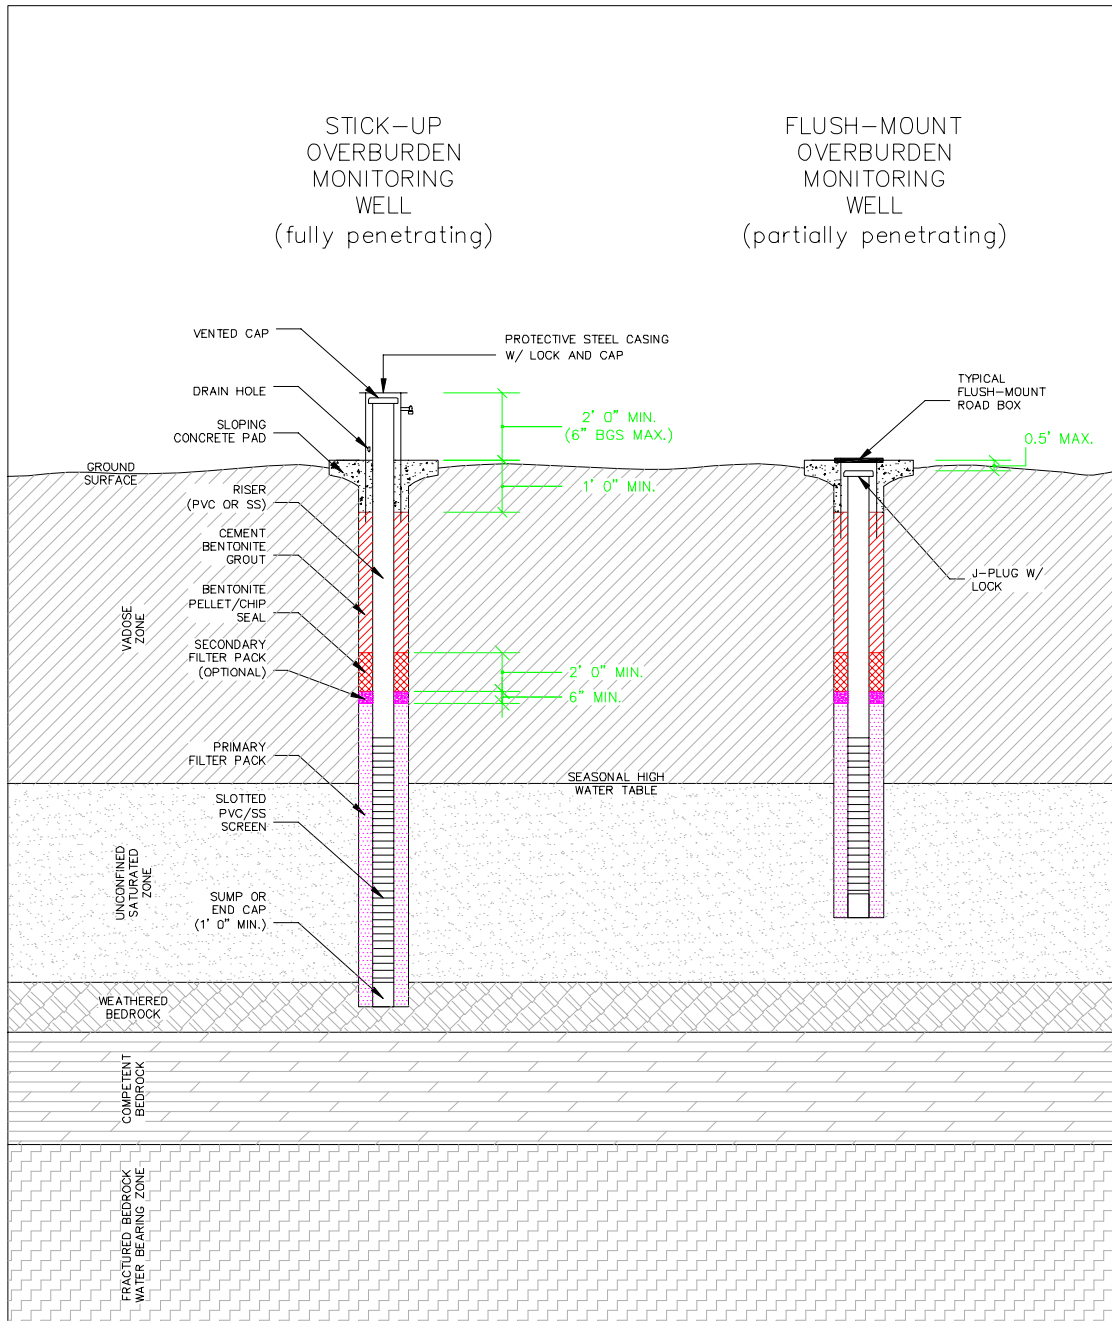 STICK-UP
OVERBURDEN
MONITORING
WELL
(fully penetrating)
FLUSH-MOUNT
OVERBURDEN
MONITORING
WELL
(partially penetrating)
VENTED CAP
PROTECTIVE STEEL CASING
W/ LOCK AND CAP
DRAIN HOLE
SLOPING
CONCRETE PAD
2' 0" MIN.
(6" BGS MAX.)
TYPICAL
FLUSH-MOUNT
ROAD BOX
0.5' MAX.
GROUND
SURFACE
1' 0" MIN.
RISER
(PVC OR SS)
CEMENT
BENTONITE
GROUT
J-PLUG W/
LOCK
BENTONITE
PELLET/CHIP
SEAL
VADOSE
ZONE
SECONDARY
FILTER PACK
(OPTIONAL)
2' 0" MIN.
6" MIN.
PRIMARY
FILTER PACK
SEASONAL HIGH
WATER TABLE
SLOTTED
PVC/SS
SCREEN
UNCONFINED
SATURATED
ZONE
SUMP OR
END CAP
(1' 0" MIN.)
WEATHERED
BEDROCK
COMPETENT
BEDROCK
FRACTURED BEDROCK
WATER BEARING ZONE